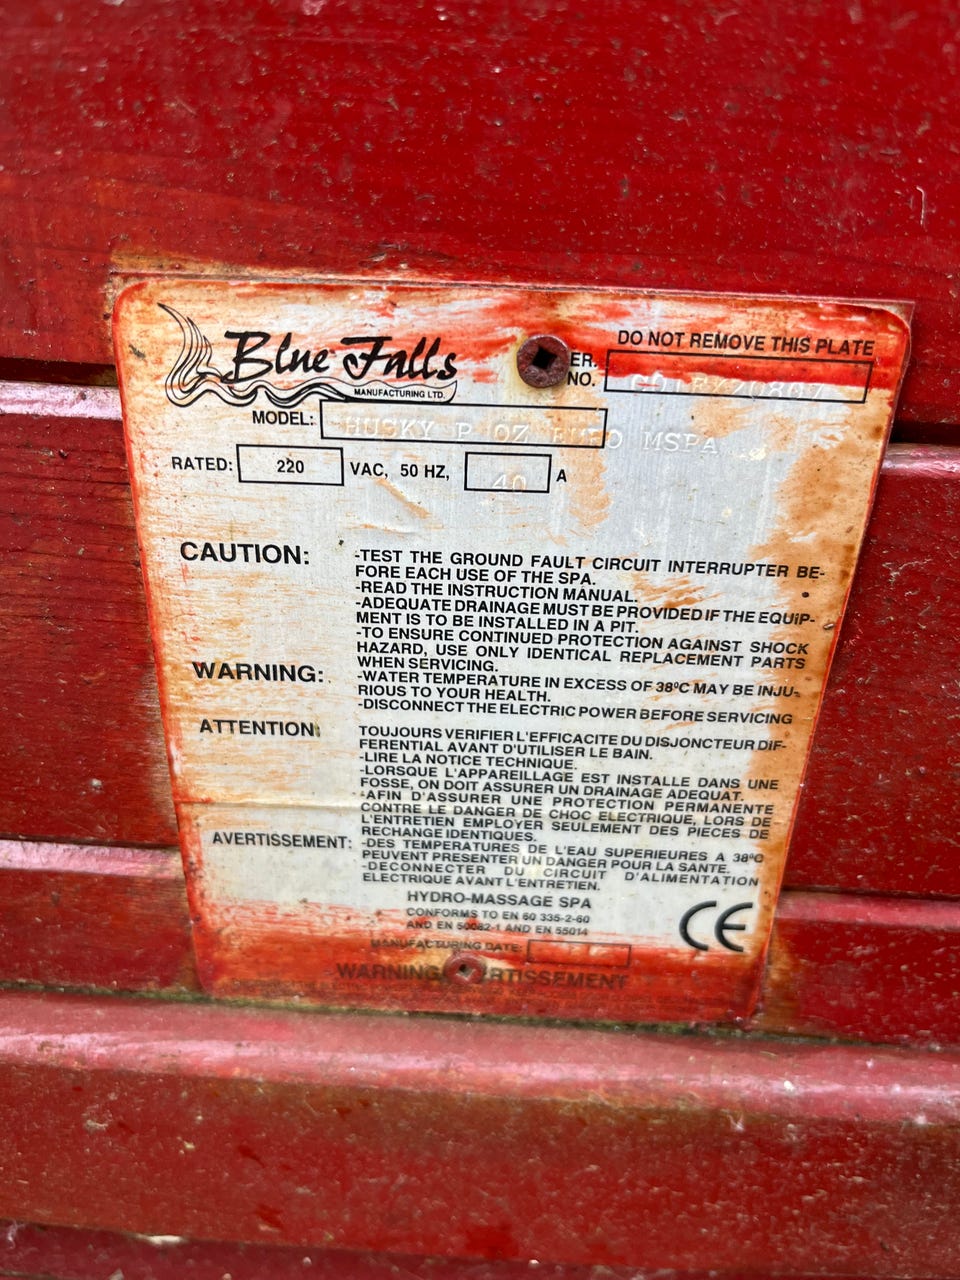 Blue Falls
MANUFACTURING LTD.
DO NOT REMOVE THIS PLATE
ER.
NO.
MODEL: HUSKY P OZ EURO MSPA
RATED: 220 VAC, 50 HZ, 40 A
CAUTION: -TEST THE GROUND FAULT CIRCUIT INTERRUPTER BE-
FORE EACH USE OF THE SPA.
-READ THE INSTRUCTION MANUAL.
-ADEQUATE DRAINAGE MUST BE PROVIDED IF THE EQUIP-
MENT IS TO BE INSTALLED IN A PIT.
-TO ENSURE CONTINUED PROTECTION AGAINST SHOCK
HAZARD, USE ONLY IDENTICAL REPLACEMENT PARTS
WHEN SERVICING.
WARNING: -WATER TEMPERATURE IN EXCESS OF 38ºC MAY BE INJU-
RIOUS TO YOUR HEALTH.
-DISCONNECT THE ELECTRIC POWER BEFORE SERVICING
ATTENTION: TOUJOURS VERIFIER L'EFFICACITE DU DISJONCTEUR DIF-
FERENTIAL AVANT D'UTILISER LE BAIN.
-LIRE LA NOTICE TECHNIQUE.
-LORSQUE L'APPAREILLAGE EST INSTALLE DANS UNE
FOSSE, ON DOIT ASSURER UN DRAINAGE ADEQUAT.
-AFIN D'ASSURER UNE PROTECTION PERMANENTE
CONTRE LE DANGER DE CHOC ELECTRIQUE, LORS DE
L'ENTRETIEN EMPLOYER SEULEMENT DES PIECES DE
RECHANGE IDENTIQUES.
AVERTISSEMENT: -DES TEMPERATURES DE L'EAU SUPERIEURES A 38ºC
PEUVENT PRESENTER UN DANGER POUR LA SANTE.
-DECONNECTER DU CIRCUIT D'ALIMENTATION
ELECTRIQUE AVANT L'ENTRETIEN.
HYDRO-MASSAGE SPA
CONFORMS TO EN 60 335-2-60
AND EN 50082-1 AND EN 55014
CE
MANUFACTURING DATE:
WARNING RTISSEMENT